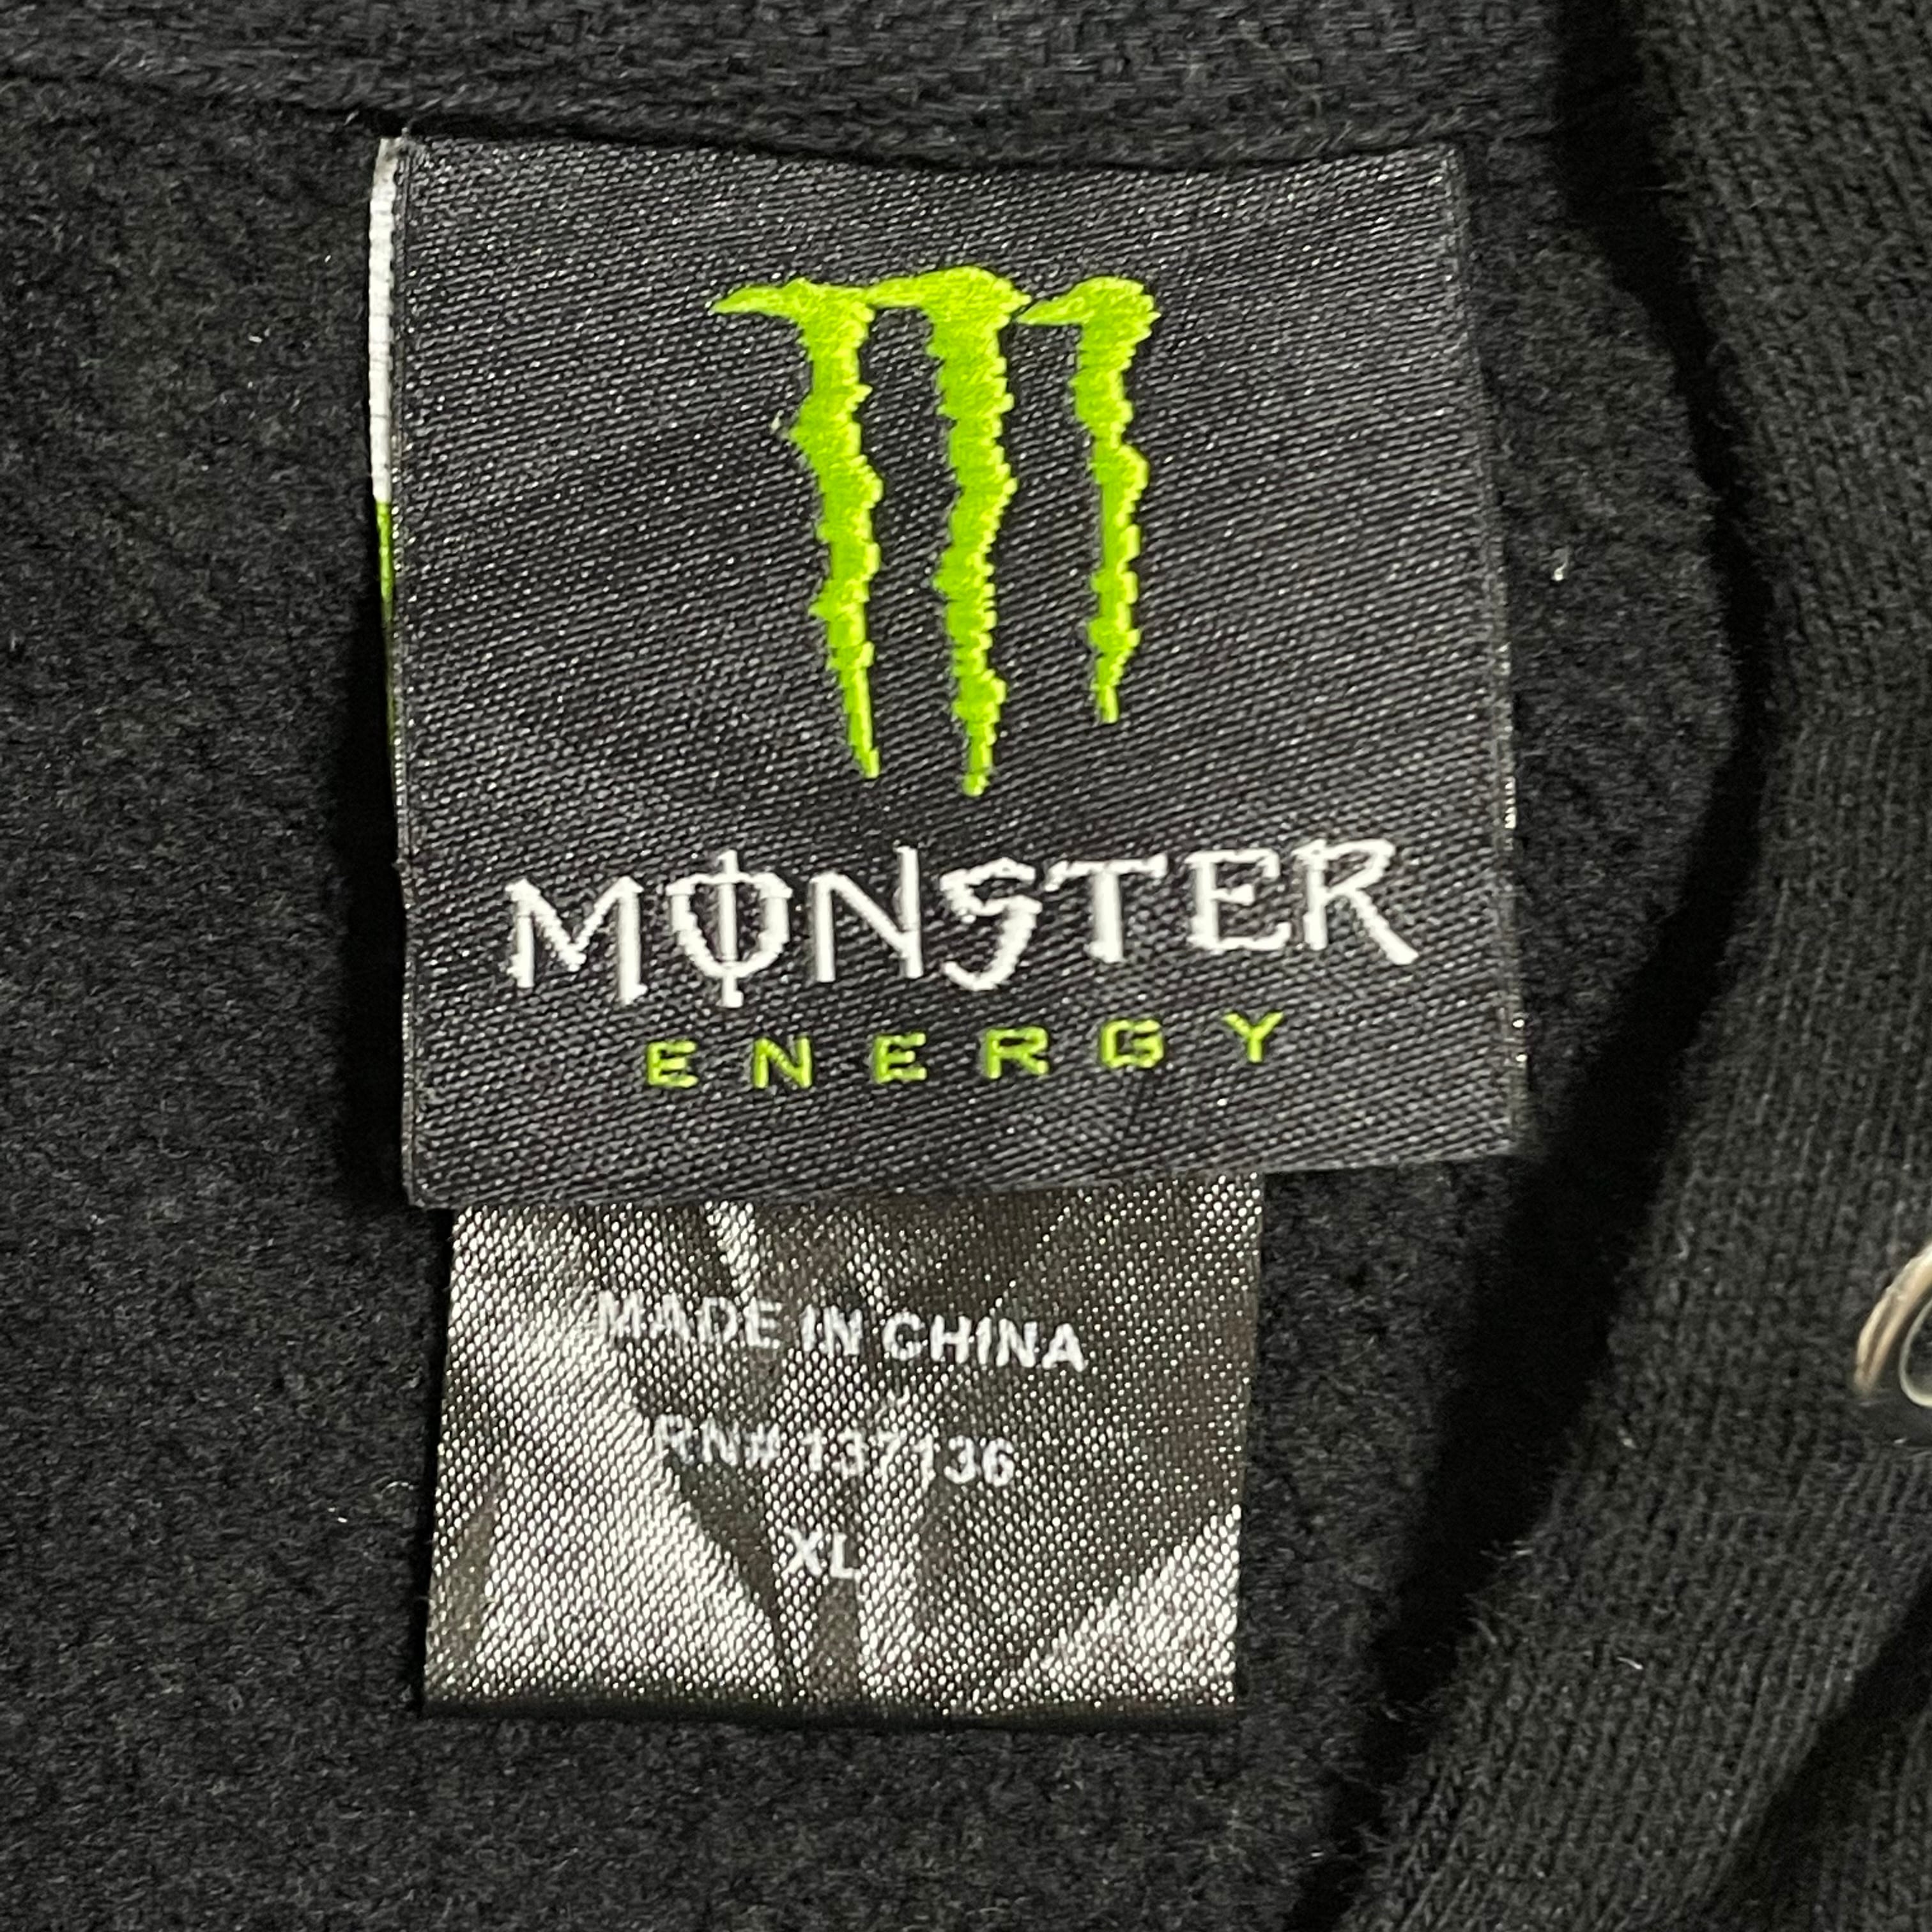 MONSTER
ENERGY
MADE IN CHINA
RN# 137136
XL